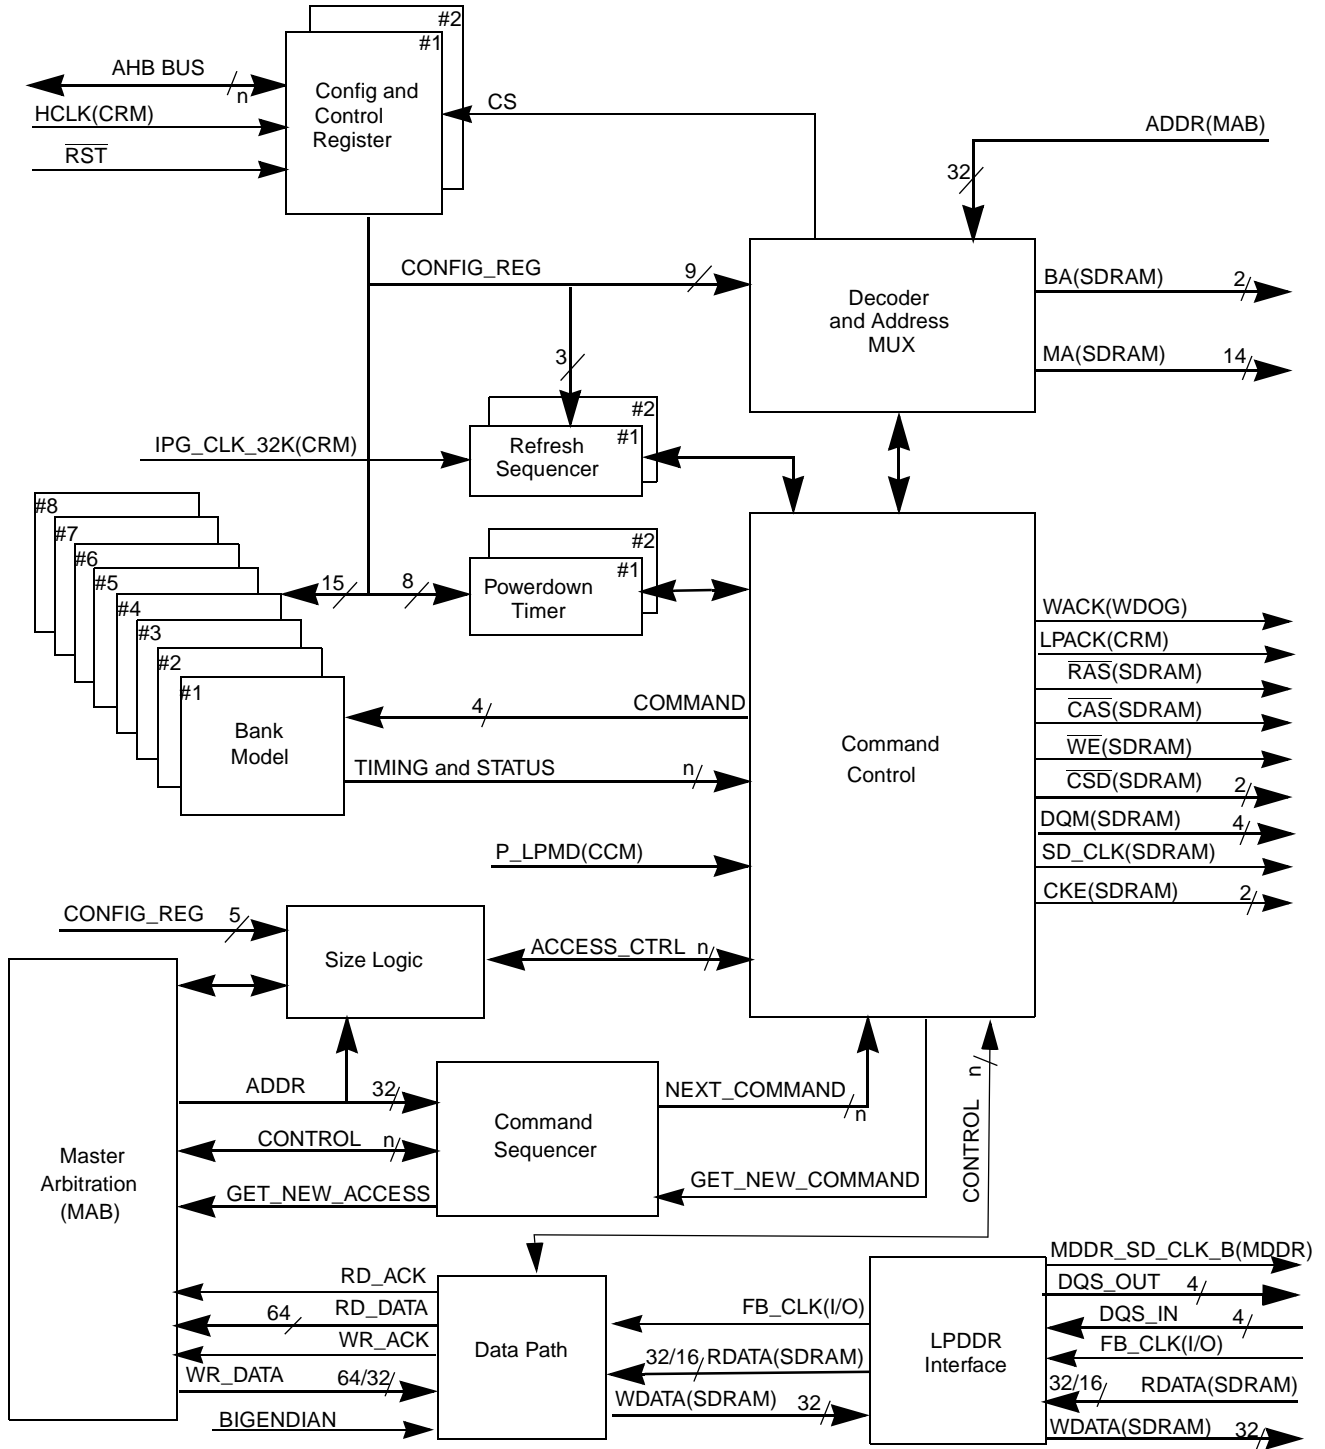 #2
#1
AHB BUS
n
Config and
Control
Register
HCLK(CRM)
RST
CS
ADDR(MAB)
32
CONFIG_REG
9
Decoder
and Address
MUX
BA(SDRAM)
2
MA(SDRAM)
14
3
#2
#1
IPG_CLK_32K(CRM)
Refresh
Sequencer
#8
#7
#6
#5
#4
#3
#2
#1
Bank
Model
15
8
#2
#1
Powerdown
Timer
4
COMMAND
TIMING and STATUS
n
Command
Control
P_LPMD(CCM)
WACK(WDOG)
LPACK(CRM)
RAS(SDRAM)
CAS(SDRAM)
WE(SDRAM)
CSD(SDRAM)
2
DQM(SDRAM)
4
SD_CLK(SDRAM)
CKE(SDRAM)
2
CONFIG_REG
5
Size Logic
ACCESS_CTRL
n
Master
Arbitration
(MAB)
ADDR
32
CONTROL
n
GET_NEW_ACCESS
Command
Sequencer
NEXT_COMMAND
n
GET_NEW_COMMAND
CONTROL
n
RD_ACK
64
RD_DATA
WR_ACK
WR_DATA
64/32
BIGENDIAN
Data Path
FB_CLK(I/O)
32/16
RDATA(SDRAM)
WDATA(SDRAM)
32
LPDDR
Interface
MDDR_SD_CLK_B(MDDR)
DQS_OUT
4
DQS_IN
4
FB_CLK(I/O)
32/16
RDATA(SDRAM)
WDATA(SDRAM)
32